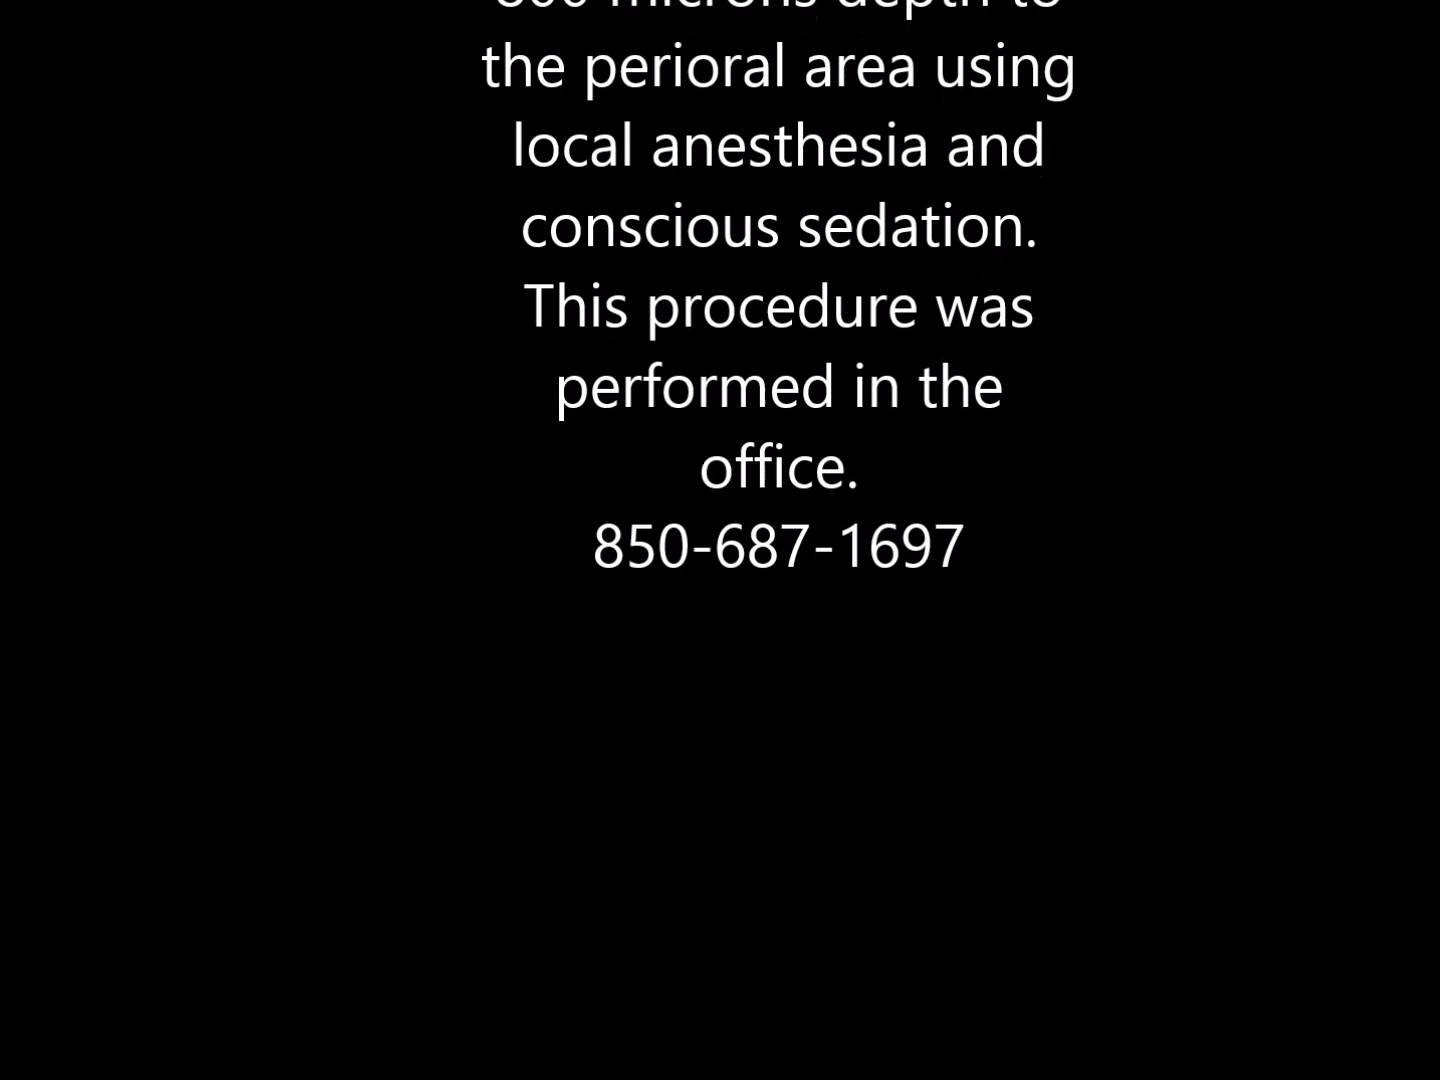 microns depth to
the perioral area using
local anesthesia and
conscious sedation.
This procedure was
performed in the
office.
850-687-1697